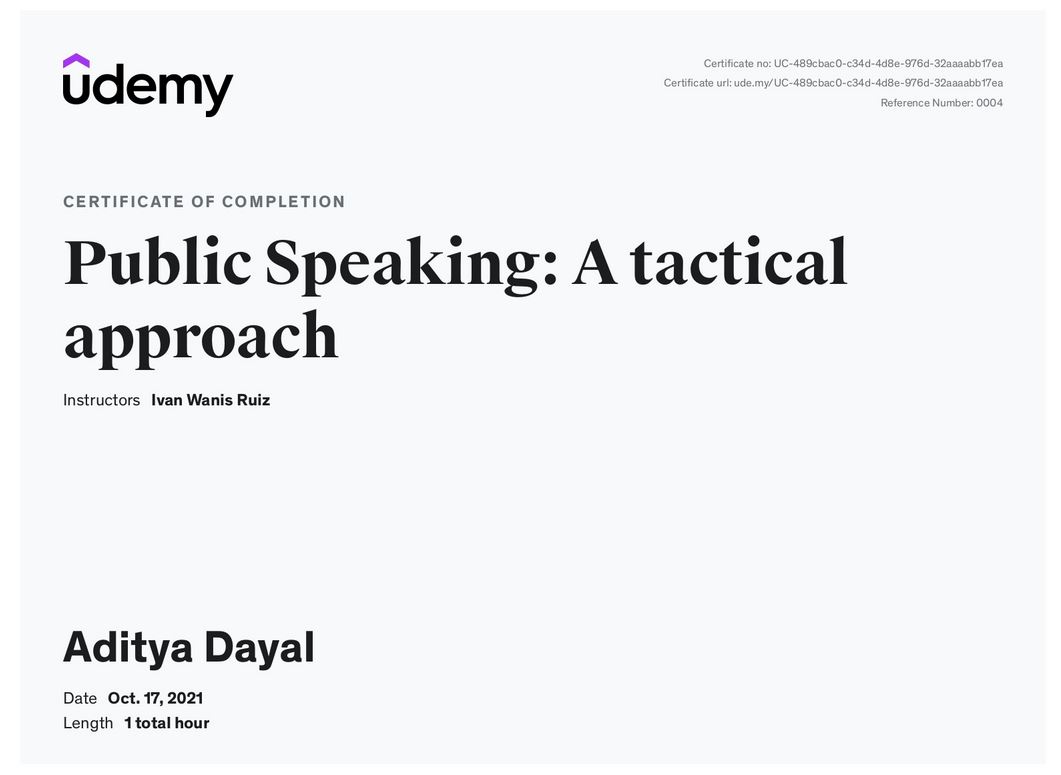 udemy
Certificate no: UC-489cbac0-c34d-4d8e-976d-32aaaabb17ea
Certificate url: ude.my/UC-489cbac0-c34d-4d8e-976d-32aaaabb17ea
Reference Number: 0004
CERTIFICATE OF COMPLETION
Public Speaking: A tactical
approach
Instructors Ivan Wanis Ruiz
Aditya Dayal
Date Oct. 17, 2021
Length 1 total hour